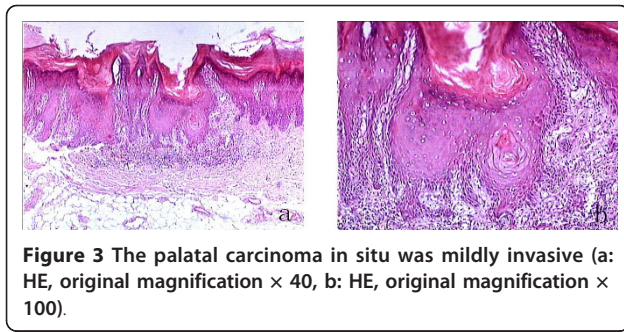 a
b
Figure 3 The palatal carcinoma in situ was mildly invasive (a:
HE, original magnification × 40, b: HE, original magnification ×
100).